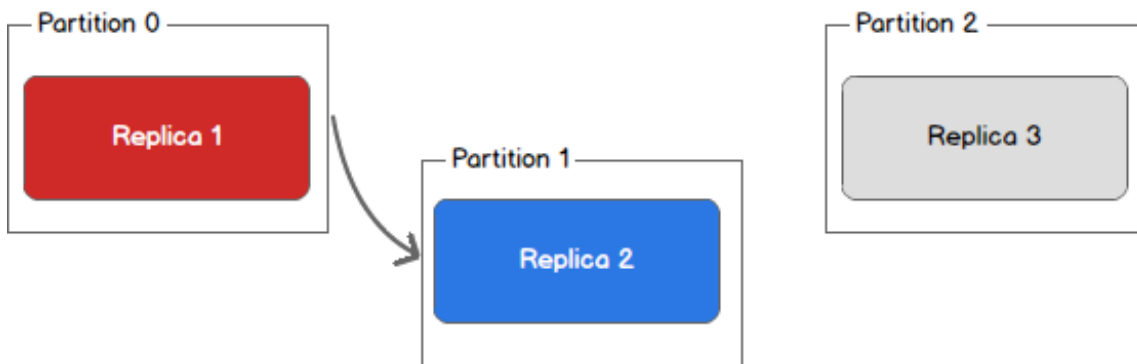 Partition 0
Replica 1
Partition 1
Replica 2
Partition 2
Replica 3